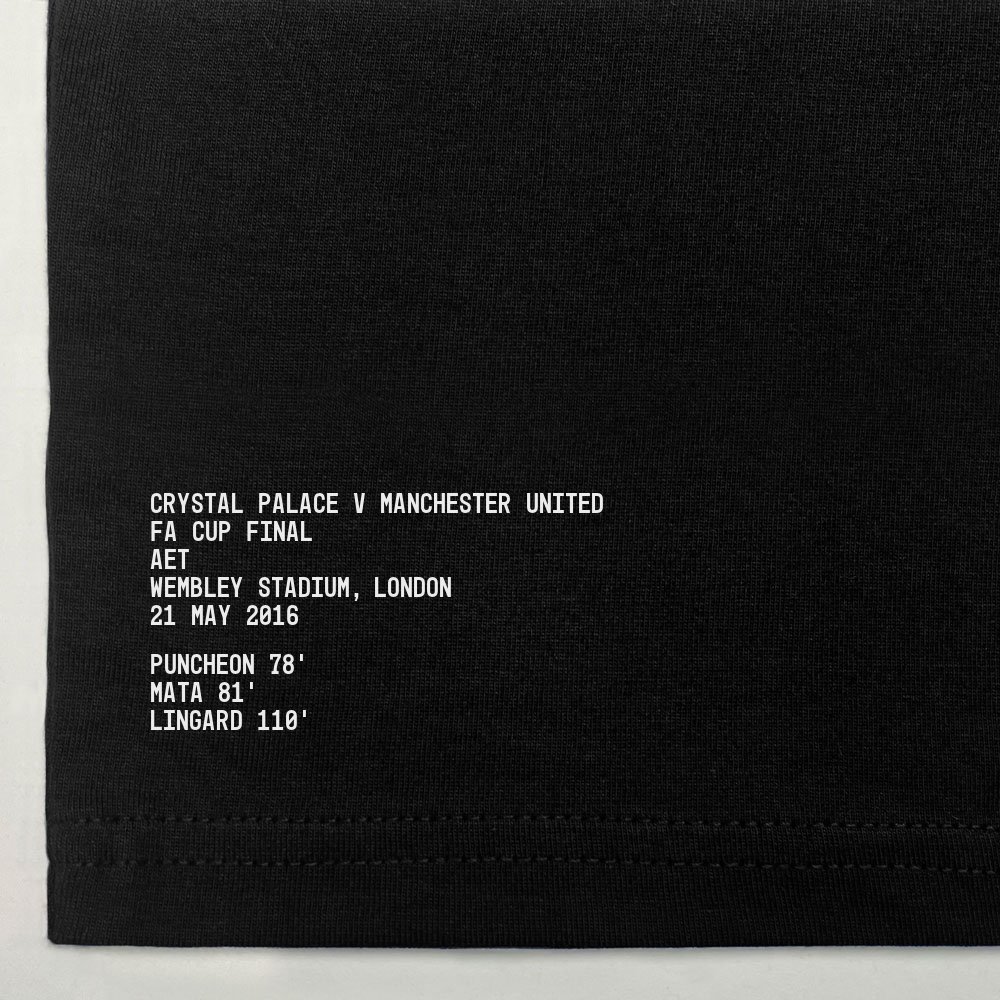 CRYSTAL PALACE V MANCHESTER UNITED
FA CUP FINAL
AET
WEMBLEY STADIUM, LONDON
21 MAY 2016
PUNCHEON 78'
MATA 81'
LINGARD 110'